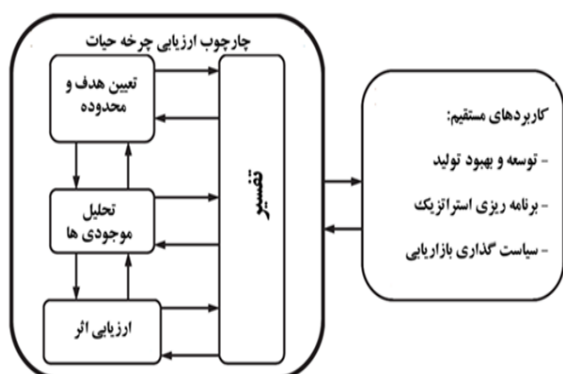 چارچوب ارزیابی چرخه حیات
تعیین هدف و
محدوده
تحلیل
موجودی ها
ارزیابی اثر
تفسیر
کاربردهای مستقیم:
- توسعه و بهبود تولید
- برنامه ریزی استراتژیک
- سیاست گذاری بازاریابی